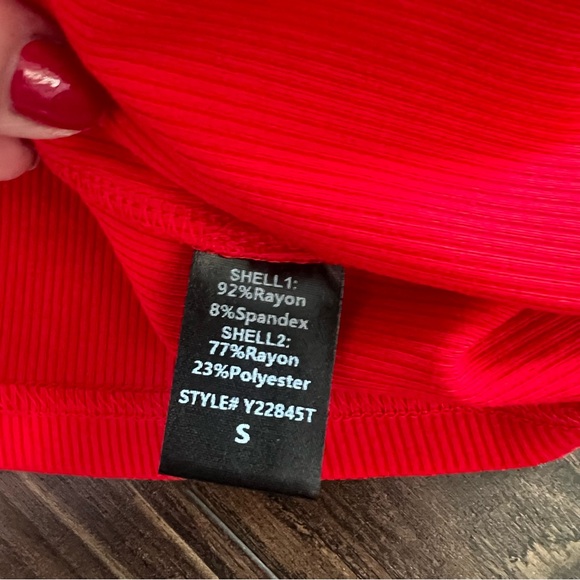 SHELL1:
92%Rayon
8%Spandex
SHELL2:
77%Rayon
23%Polyester
STYLE# Y22845T
S